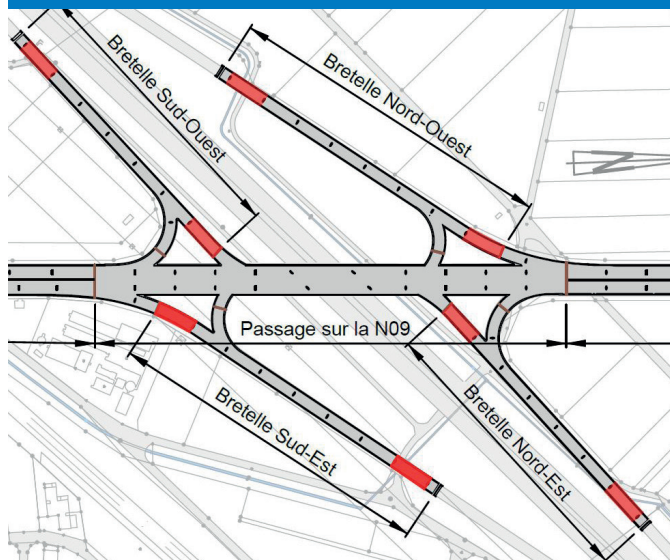 Bretelle Sud-Ouest
Bretelle Nord-Ouest
N
Passage sur la N09
Bretelle Sud-Est
Bretelle Nord-Est